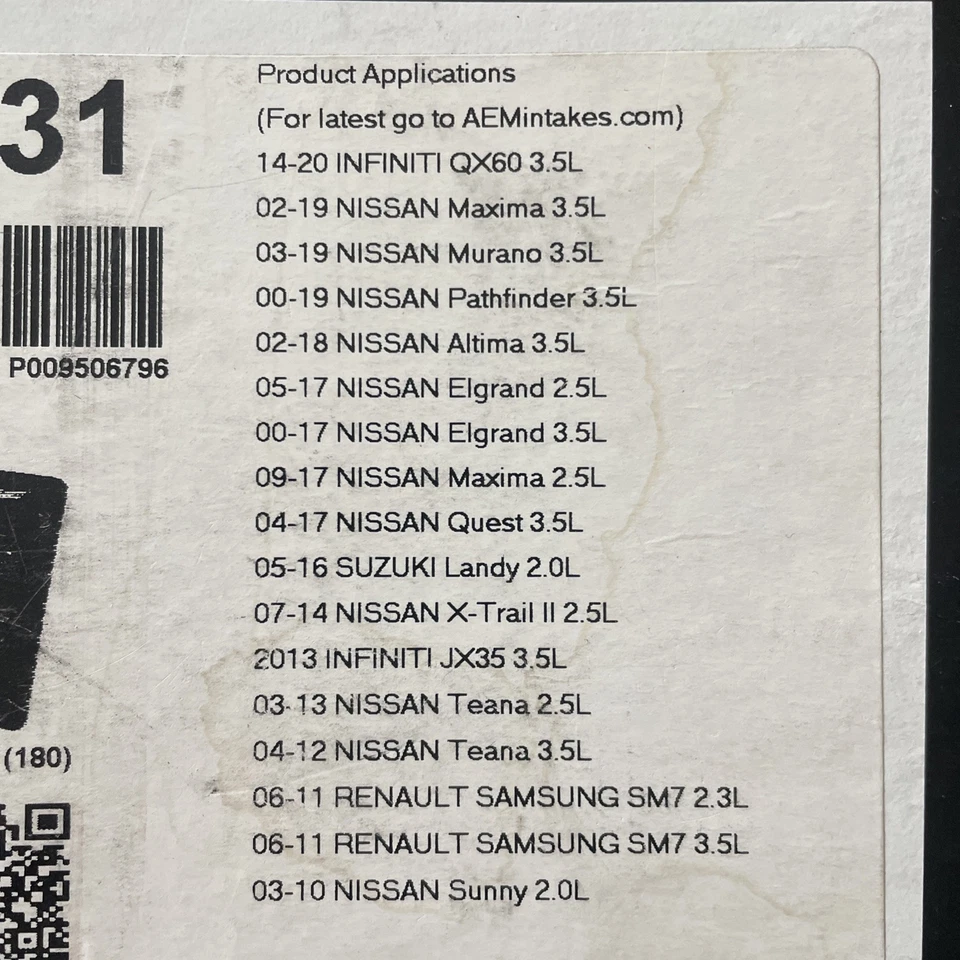 31
P009506796
(180)
Product Applications
(For latest go to AEMintakes.com)
14-20 INFINITI QX60 3.5L
02-19 NISSAN Maxima 3.5L
03-19 NISSAN Murano 3.5L
00-19 NISSAN Pathfinder 3.5L
02-18 NISSAN Altima 3.5L
05-17 NISSAN Elgrand 2.5L
00-17 NISSAN Elgrand 3.5L
09-17 NISSAN Maxima 2.5L
04-17 NISSAN Quest 3.5L
05-16 SUZUKI Landy 2.0L
07-14 NISSAN X-Trail II 2.5L
2013 INFINITI JX35 3.5L
03-13 NISSAN Teana 2.5L
04-12 NISSAN Teana 3.5L
06-11 RENAULT SAMSUNG SM7 2.3L
06-11 RENAULT SAMSUNG SM7 3.5L
03-10 NISSAN Sunny 2.0L